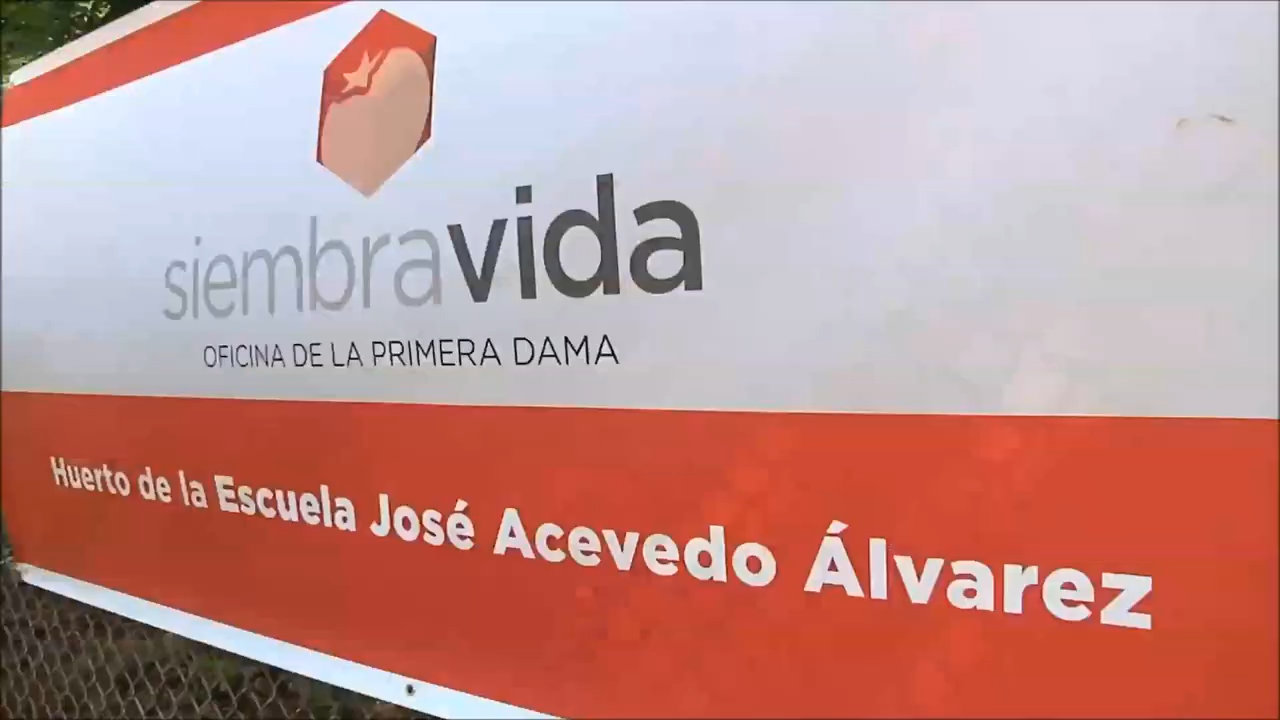 siembravida
OFICINA DE LA PRIMERA DAMA
Huerto de la Escuela José Acevedo Álvarez